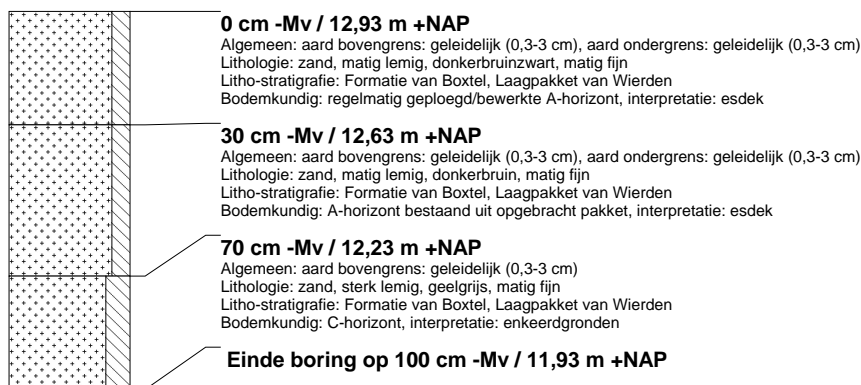 0 cm -Mv / 12,93 m +NAP
Algemeen: aard bovengrens: geleidelijk (0,3-3 cm), aard ondergrens: geleidelijk (0,3-3 cm)
Lithologie: zand, matig lemig, donkerbruinzwart, matig fijn
Litho-stratigrafie: Formatie van Boxtel, Laagpakket van Wierden
Bodemkundig: regelmatig geploegd/bewerkte A-horizont, interpretatie: esdek
30 cm -Mv / 12,63 m +NAP
Algemeen: aard bovengrens: geleidelijk (0,3-3 cm), aard ondergrens: geleidelijk (0,3-3 cm)
Lithologie: zand, matig lemig, donkerbruin, matig fijn
Litho-stratigrafie: Formatie van Boxtel, Laagpakket van Wierden
Bodemkundig: A-horizont bestaand uit opgebracht pakket, interpretatie: esdek
70 cm -Mv / 12,23 m +NAP
Algemeen: aard bovengrens: geleidelijk (0,3-3 cm)
Lithologie: zand, sterk lemig, geelgrijs, matig fijn
Litho-stratigrafie: Formatie van Boxtel, Laagpakket van Wierden
Bodemkundig: C-horizont, interpretatie: enkeerdgronden
Einde boring op 100 cm -Mv / 11,93 m +NAP